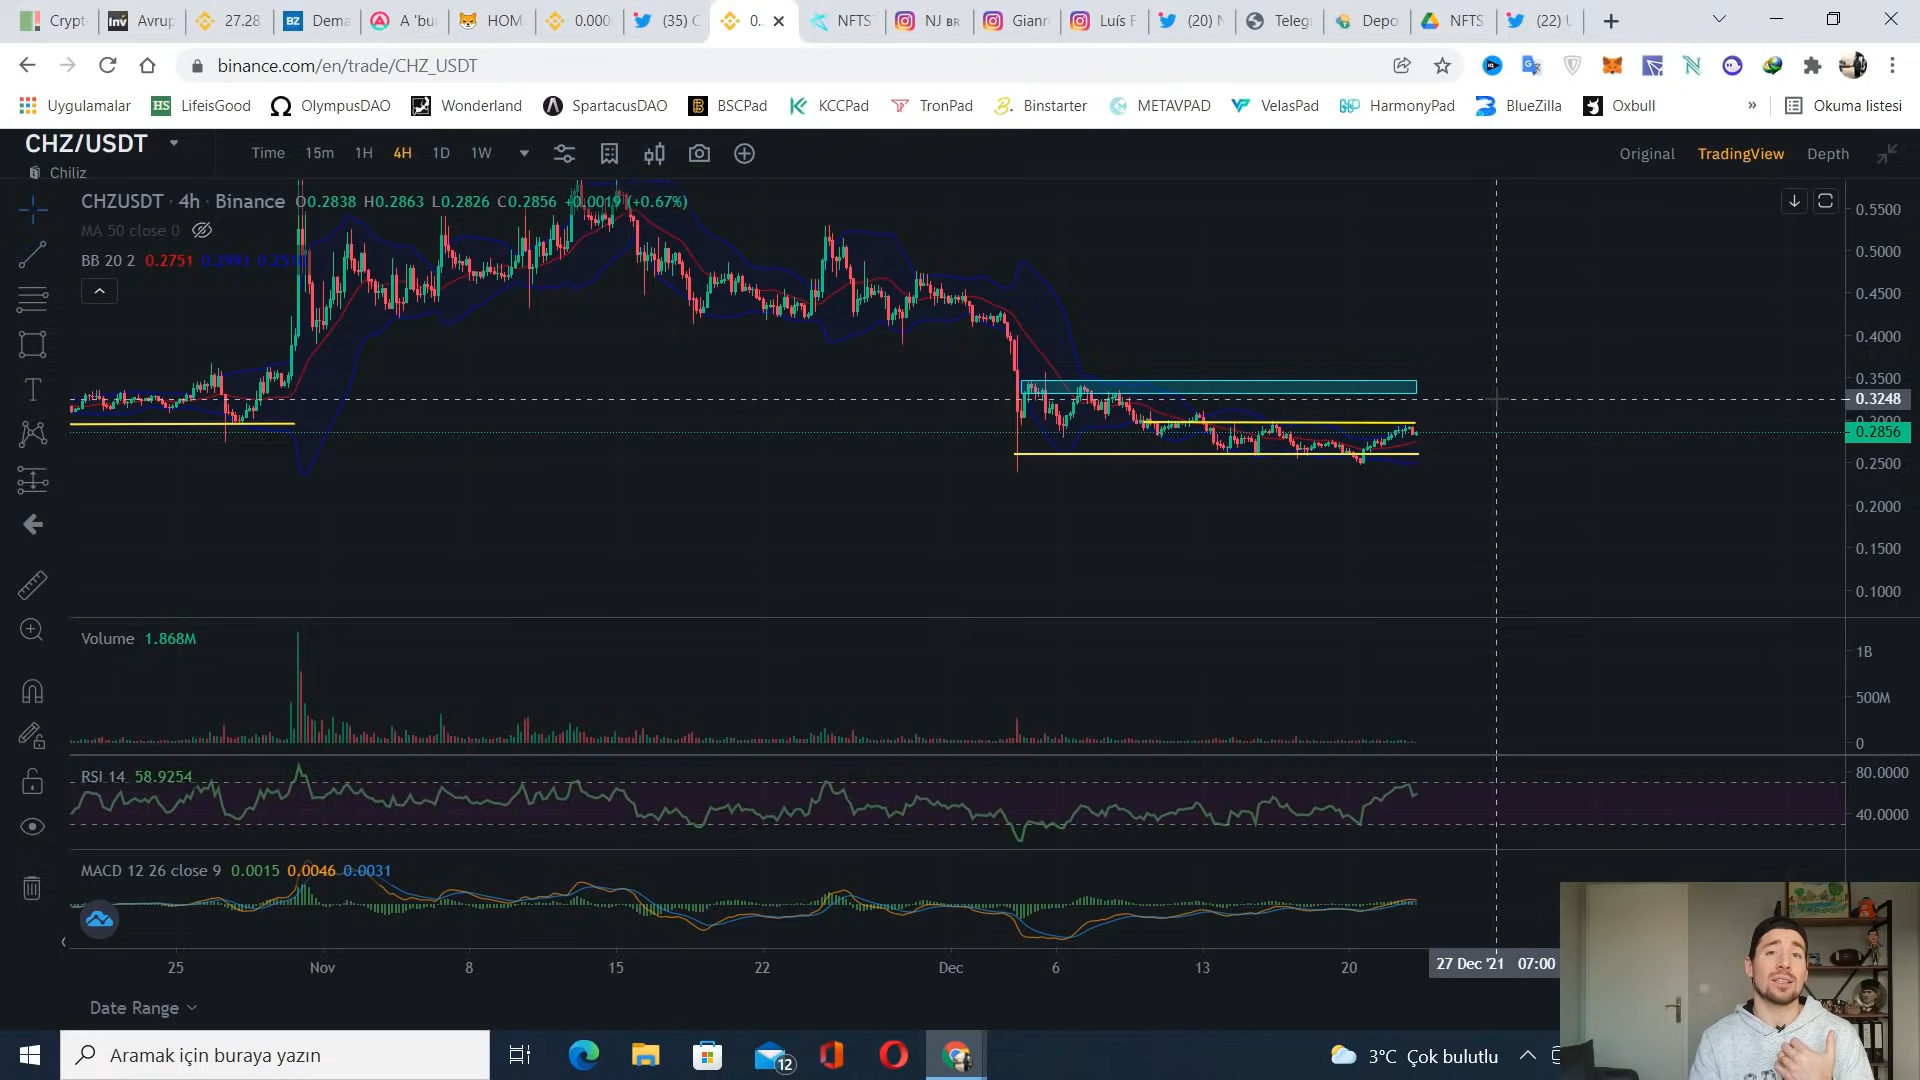 Crypt
Avrup
27.28
Dema
A 'bu
HOM
0.000
(35) C
0.
NFTS
NJ BR
Giann
Luís F
(20) N
Telegr
Depo
NFTS
(22) U
binance.com/en/trade/CHZ_USDT
Uygulamalar
LifeisGood
OlympusDAO
Wonderland
SpartacusDAO
BSCPad
KCCPad
TronPad
Binstarter
METAVPAD
VelasPad
HarmonyPad
BlueZilla
Oxbull
»
Okuma listesi
CHZ/USDT
Chiliz
Time 15m 1H 4H 1D 1W
Original TradingView Depth
CHZUSDT · 4h · Binance O0.2838 H0.2863 L0.2826 C0.2856 +0.0019 (+0.67%)
MA 50 close 0
BB 20 2 0.2751
0.5500
0.5000
0.4500
0.4000
0.3500
0.3248
0.3000
0.2856
0.2500
0.2000
0.1500
0.1000
Volume 1.868M
1B
500M
0
RSI 14 58.9254
80.0000
40.0000
MACD 12 26 close 9 0.0015 0.0046 0.0031
25 Nov 8 15 22 Dec 6 13 20 27 Dec '21 07:00
Date Range
Aramak için buraya yazın
12
3°C Çok bulutlu